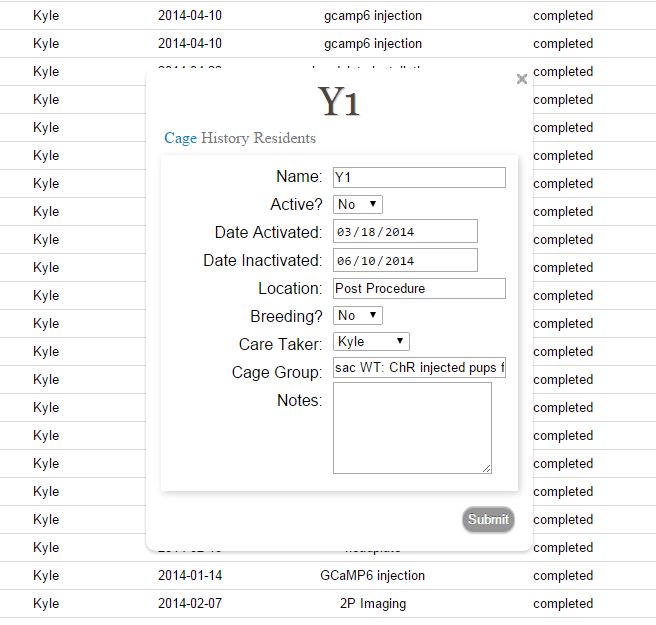 Kyle 2014-04-10 gcamp6 injection completed
Kyle 2014-04-10 gcamp6 injection completed
Kyle completed
Y1
Kyle completed
Kyle completed
Cage History Residents
Kyle completed
Name: Y1
Kyle completed
Active? No
Kyle completed
Date Activated: 03/18/2014
Kyle completed
Date Inactivated: 06/10/2014
Kyle completed
Location: Post Procedure
Kyle completed
Breeding? No
Kyle completed
Care Taker: Kyle
Kyle completed
Cage Group: sac WT: ChR injected pups f
Kyle completed
Notes:
Kyle completed
Kyle completed
Kyle completed
Kyle completed
Submit
Kyle completed
Kyle completed
Kyle 2014-01-14 GCaMP6 injection completed
Kyle 2014-02-07 2P Imaging completed